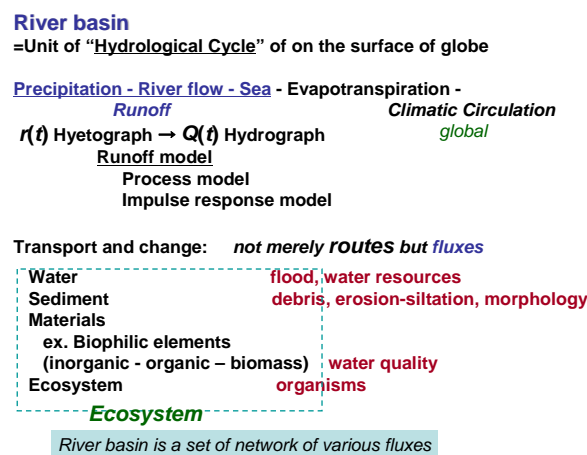 River basin
=Unit of “Hydrological Cycle” of on the surface of globe
Precipitation - River flow - Sea - Evapotranspiration -
Runoff Climatic Circulation
r(t) Hyetograph → Q(t) Hydrograph global
Runoff model
Process model
Impulse response model
Transport and change: not merely routes but fluxes
Water flood, water resources
Sediment debris, erosion-siltation, morphology
Materials
ex. Biophilic elements
(inorganic - organic – biomass) water quality
Ecosystem organisms
Ecosystem
River basin is a set of network of various fluxes